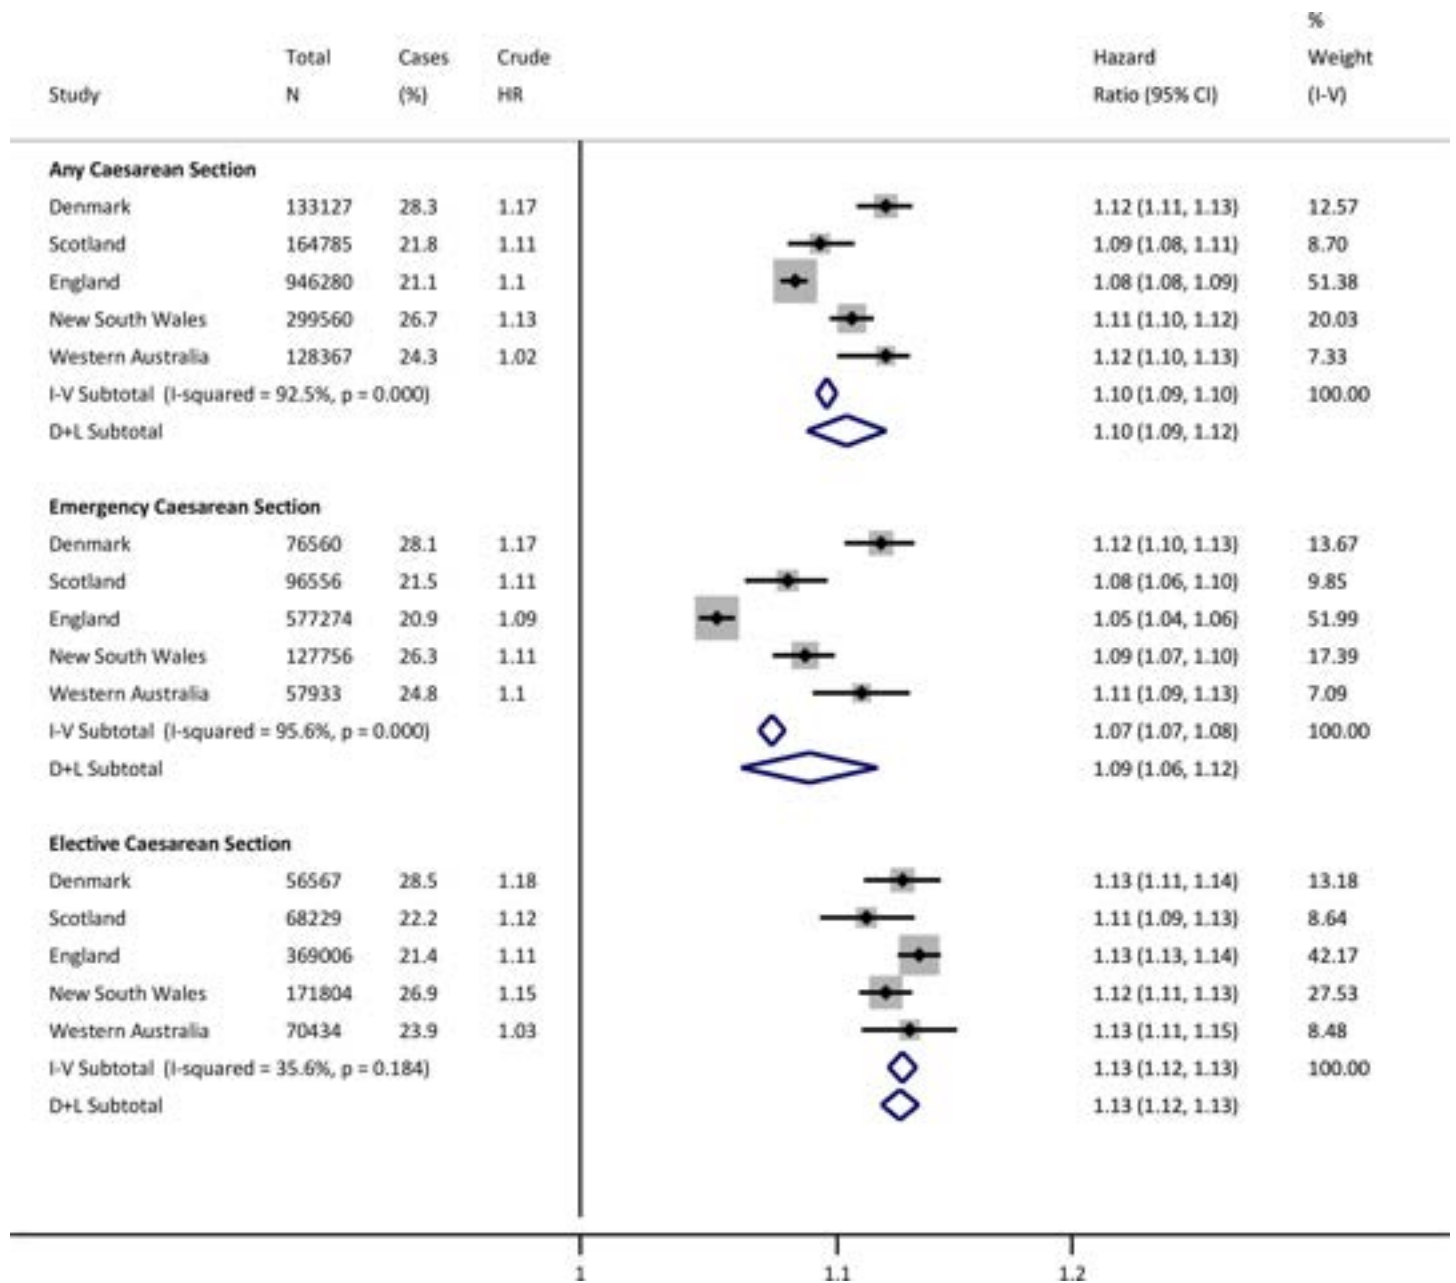 %
Total Cases Crude Hazard Weight
Study N (%) HR Ratio (95% CI) (I-V)
Any Caesarean Section
Denmark 133127 28.3 1.17 1.12 (1.11, 1.13) 12.57
Scotland 164785 21.8 1.11 1.09 (1.08, 1.11) 8.70
England 946280 21.1 1.1 1.08 (1.08, 1.09) 51.38
New South Wales 299560 26.7 1.13 1.11 (1.10, 1.12) 20.03
Western Australia 128367 24.3 1.02 1.12 (1.10, 1.13) 7.33
I-V Subtotal (I-squared = 92.5%, p = 0.000) 1.10 (1.09, 1.10) 100.00
D+L Subtotal 1.10 (1.09, 1.12)
Emergency Caesarean Section
Denmark 76560 28.1 1.17 1.12 (1.10, 1.13) 13.67
Scotland 96556 21.5 1.11 1.08 (1.06, 1.10) 9.85
England 577274 20.9 1.09 1.05 (1.04, 1.06) 51.99
New South Wales 127756 26.3 1.11 1.09 (1.07, 1.10) 17.39
Western Australia 57933 24.8 1.1 1.11 (1.09, 1.13) 7.09
I-V Subtotal (I-squared = 95.6%, p = 0.000) 1.07 (1.07, 1.08) 100.00
D+L Subtotal 1.09 (1.06, 1.12)
Elective Caesarean Section
Denmark 56567 28.5 1.18 1.13 (1.11, 1.14) 13.18
Scotland 68229 22.2 1.12 1.11 (1.09, 1.13) 8.64
England 369006 21.4 1.11 1.13 (1.13, 1.14) 42.17
New South Wales 171804 26.9 1.15 1.12 (1.11, 1.13) 27.53
Western Australia 70434 23.9 1.03 1.13 (1.11, 1.15) 8.48
I-V Subtotal (I-squared = 35.6%, p = 0.184) 1.13 (1.12, 1.13) 100.00
D+L Subtotal 1.13 (1.12, 1.13)
1 1.1 1.2